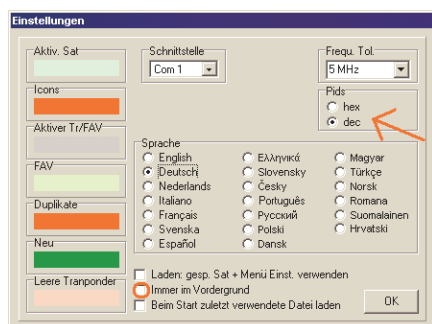 Einstellungen
Aktiv. Sat
Icons
Aktiver Tr/FAV
FAV
Duplikate
Neu
Leere Tranponder
Schnittstelle
Com 1
Frequ. Tol.
5 MHz
Pids
hex
dec
Sprache
English
Deutsch
Nederlands
Italiano
Français
Svenska
Español
Ελληνικά
Slovensky
Česky
Português
Русский
Polski
Dansk
Magyar
Türkçe
Norsk
Romana
Suomalainen
Hrvatski
Laden: gesp. Sat + Menü Einst. verwenden
Immer im Vordergrund
Beim Start zuletzt verwendete Datei laden
OK